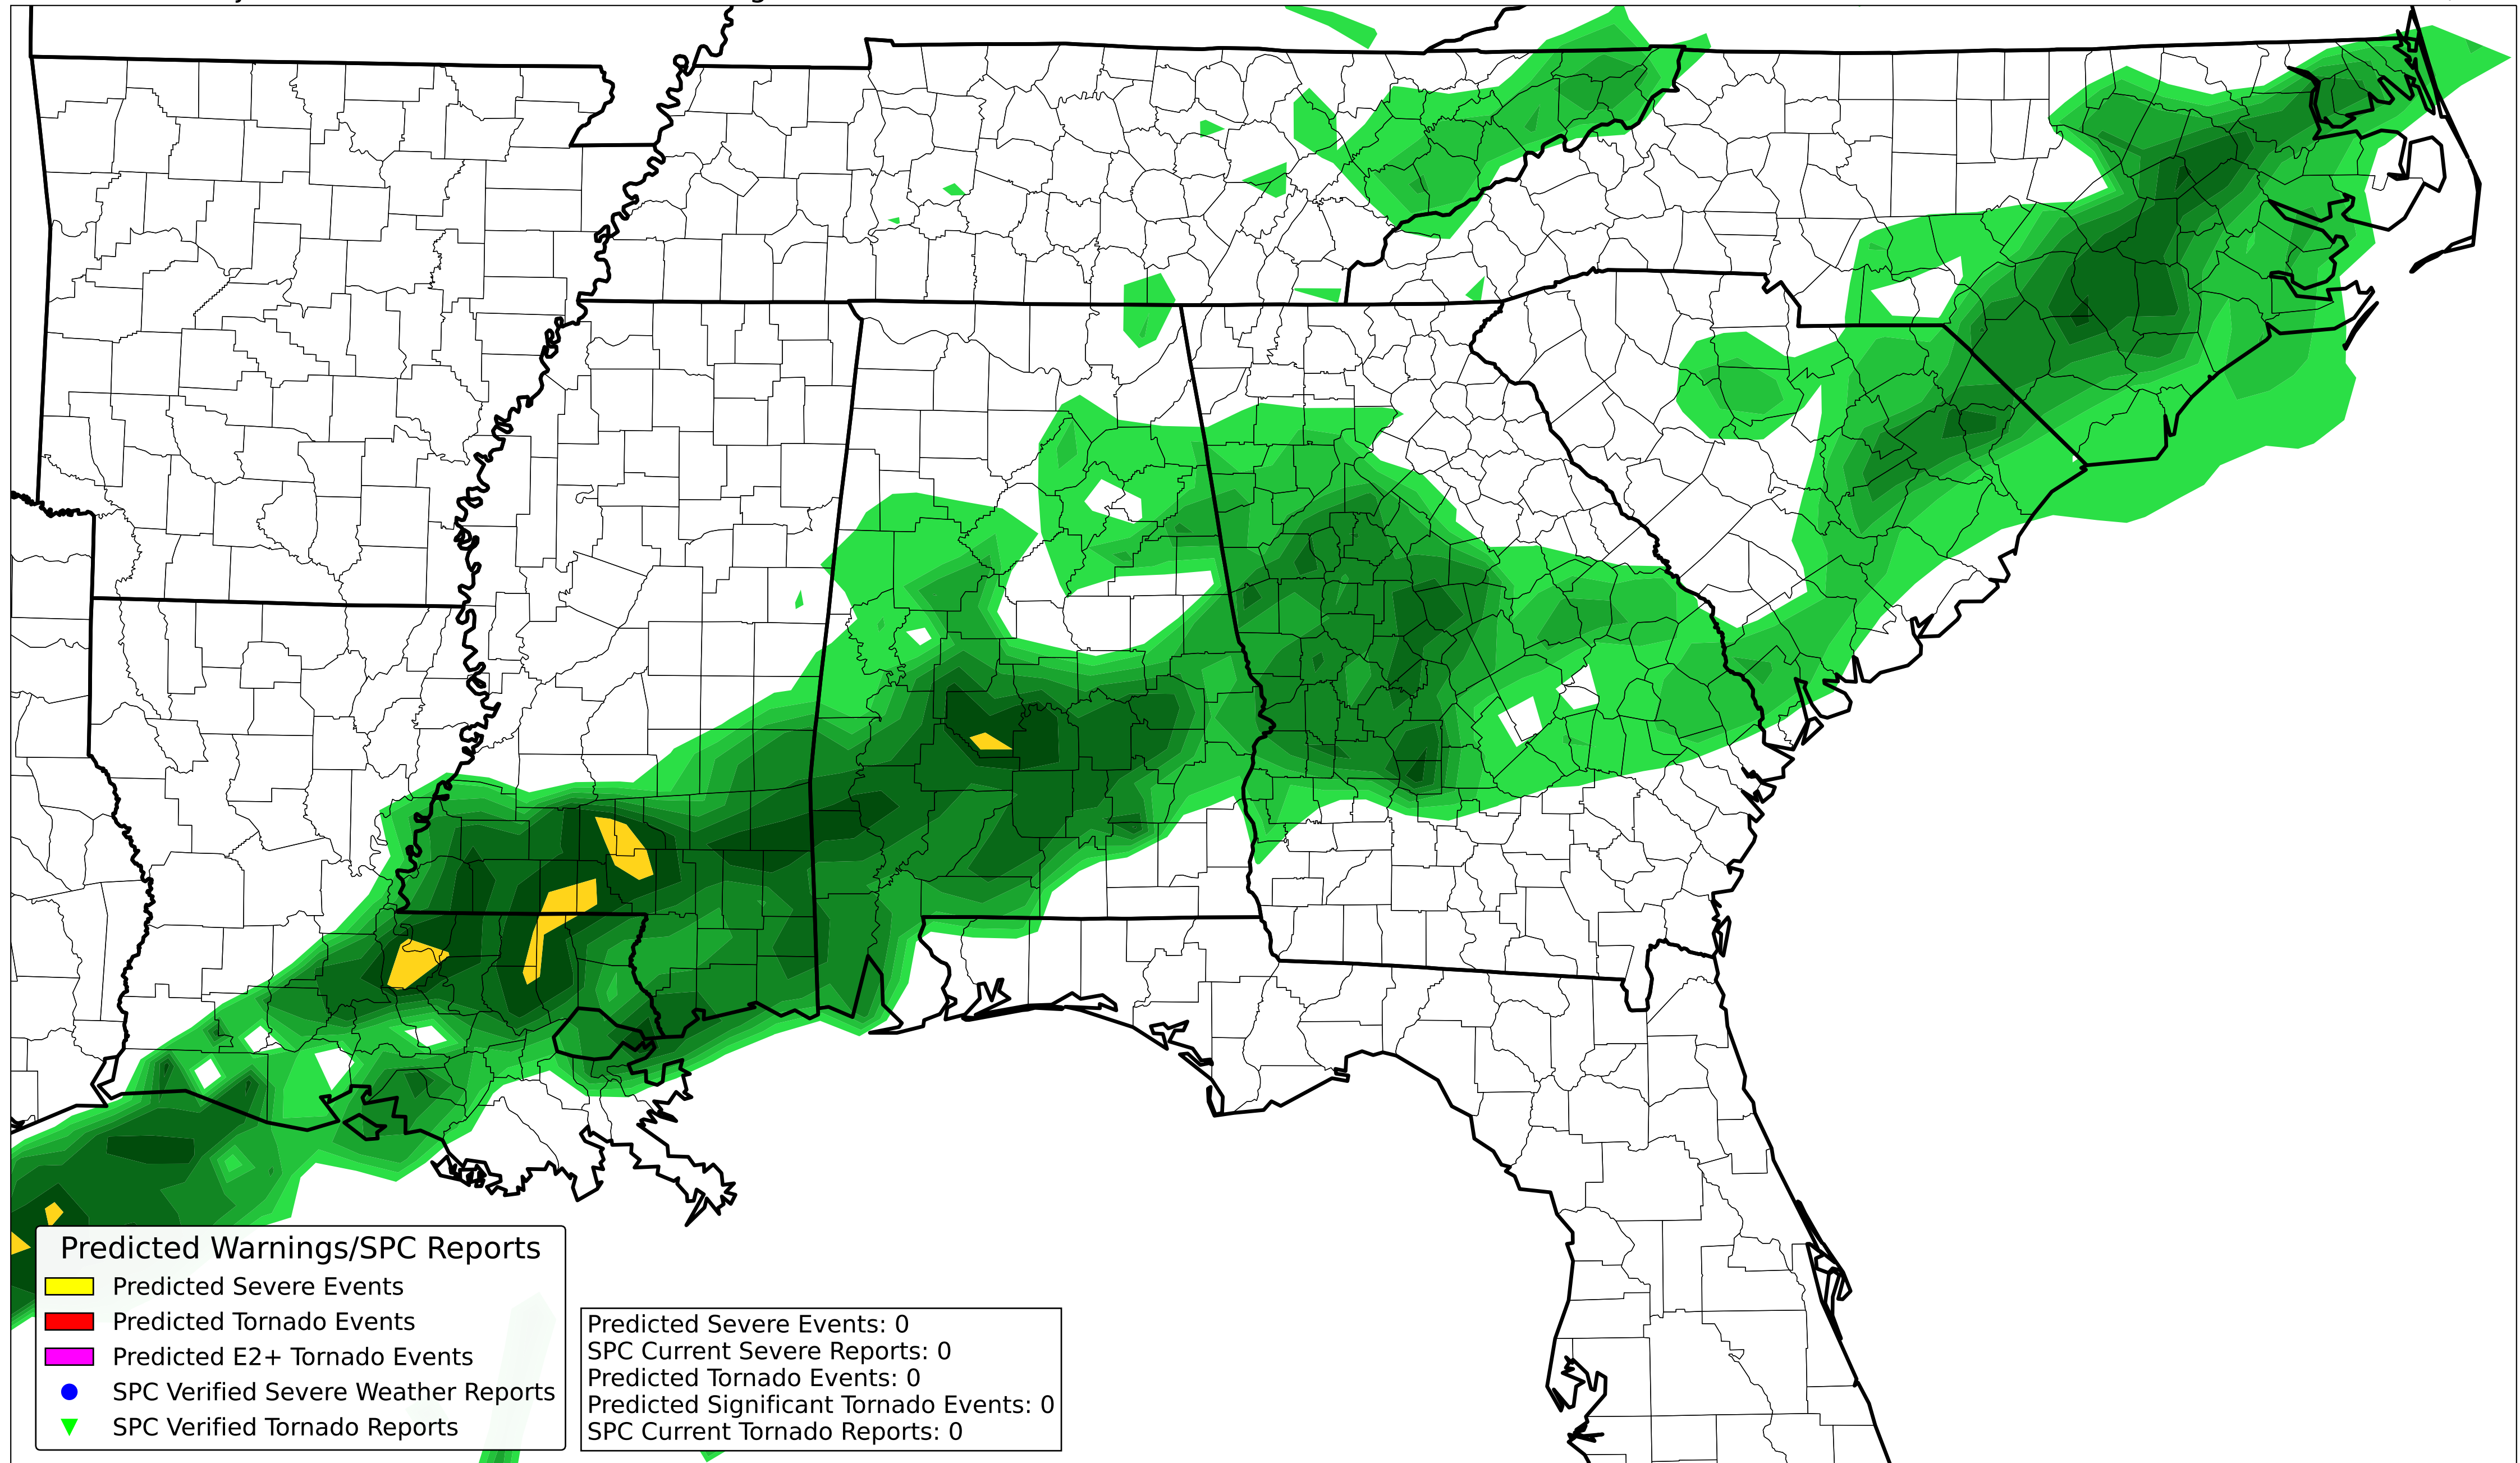 Predicted Warnings/SPC Reports
Predicted Severe Events
Predicted Tornado Events
Predicted E2+ Tornado Events
SPC Verified Severe Weather Reports
SPC Verified Tornado Reports
Predicted Severe Events: 0
SPC Current Severe Reports: 0
Predicted Tornado Events: 0
Predicted Significant Tornado Events: 0
SPC Current Tornado Reports: 0